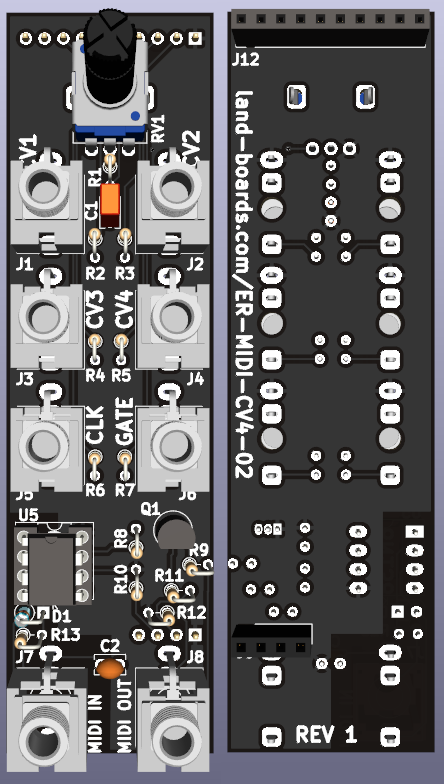 J12
RV1
CV1
CV2
R1
C1
J1
R2
R3
J2
CV3
CV4
J3
R4
R5
J4
CLK
GATE
J5
R6
R7
J6
U5
Q1
R8
R9
R10
R11
D1
R12
R13
J7
C2
J8
MIDI IN
MIDI OUT
land-boards.com/ER-MIDI-CV4-02
REV 1